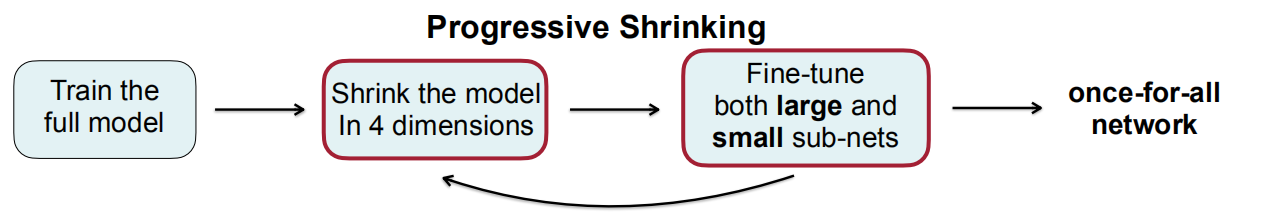 Progressive Shrinking
Train the
full model
Shrink the model
In 4 dimensions
Fine-tune
both large and
small sub-nets
once-for-all
network